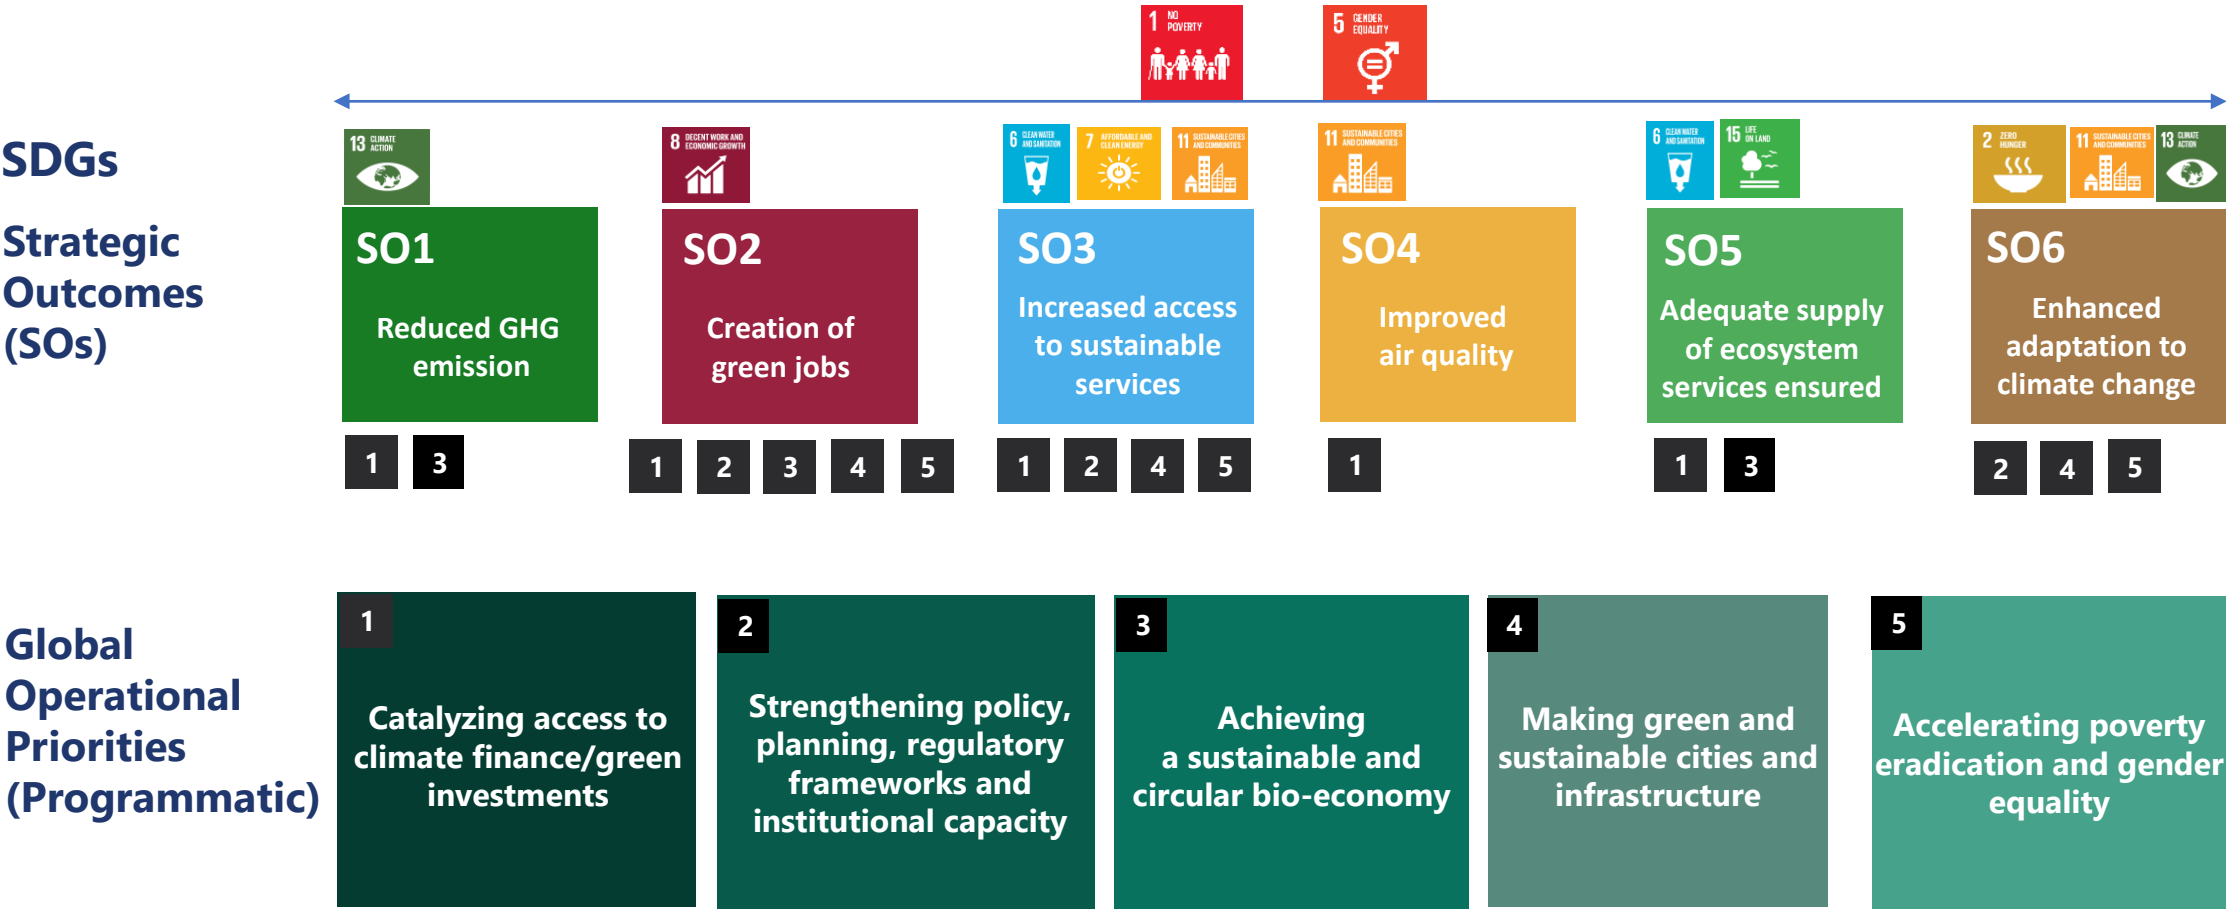 1 NO
POVERTY
5 GENDER
EQUALITY
SDGs
13 CLIMATE
ACTION
8 DECENT WORK AND
ECONOMIC GROWTH
6 CLEAN WATER
AND SANITATION
7 AFFORDABLE AND
CLEAN ENERGY
11 SUSTAINABLE CITIES
AND COMMUNITIES
11 SUSTAINABLE CITIES
AND COMMUNITIES
6 CLEAN WATER
AND SANITATION
15 LIFE
ON LAND
2 ZERO
HUNGER
11 SUSTAINABLE CITIES
AND COMMUNITIES
13 CLIMATE
ACTION
Strategic
Outcomes
(SOs)
SO1
Reduced GHG
emission
1 3
SO2
Creation of
green jobs
1 2 3 4 5
SO3
Increased access
to sustainable
services
1 2 4 5
SO4
Improved
air quality
1
SO5
Adequate supply
of ecosystem
services ensured
1 3
SO6
Enhanced
adaptation to
climate change
2 4 5
Global
Operational
Priorities
(Programmatic)
1
Catalyzing access to
climate finance/green
investments
2
Strengthening policy,
planning, regulatory
frameworks and
institutional capacity
3
Achieving
a sustainable and
circular bio-economy
4
Making green and
sustainable cities and
infrastructure
5
Accelerating poverty
eradication and gender
equality